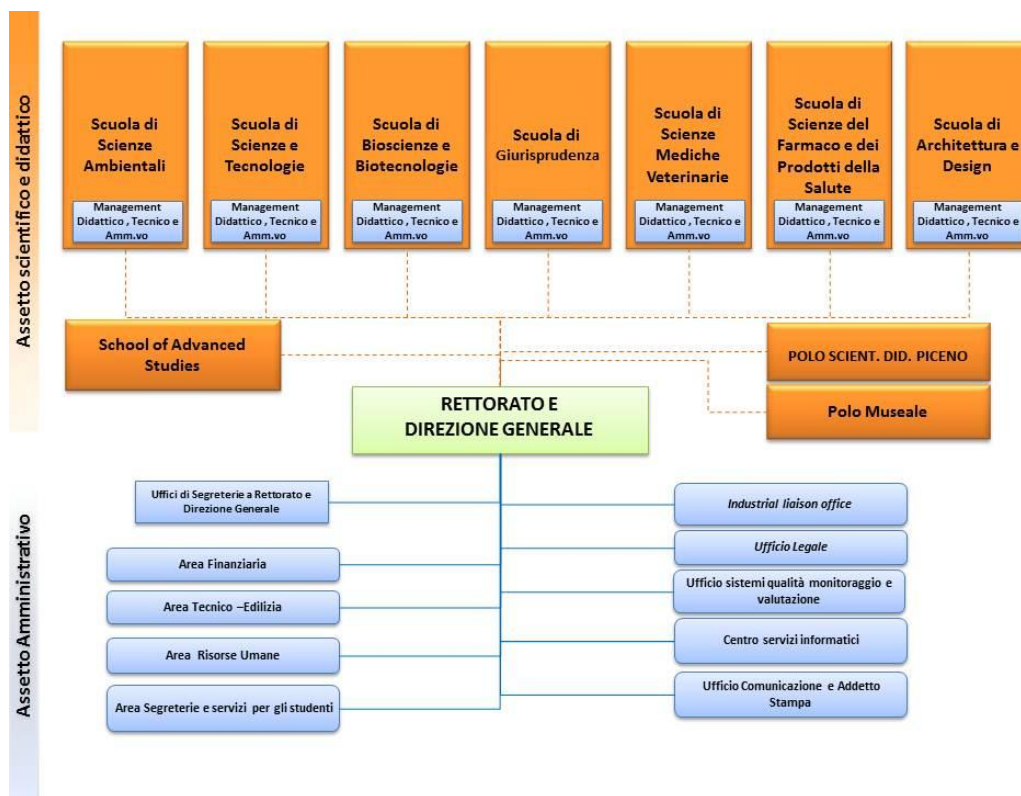 Assetto scientifico e didattico
Scuola di
Scienze
Ambientali
Management
Didattico , Tecnico e
Amm.vo
Scuola di
Scienze e
Tecnologie
Management
Didattico , Tecnico e
Amm.vo
Scuola di
Bioscienze e
Biotecnologie
Management
Didattico , Tecnico e
Amm.vo
Scuola di
Giurisprudenza
Management
Didattico , Tecnico e
Amm.vo
Scuola di
Scienze
Mediche
Veterinarie
Management
Didattico , Tecnico e
Amm.vo
Scuola di
Scienze del
Farmaco e dei
Prodotti della
Salute
Management
Didattico , Tecnico e
Amm.vo
Scuola di
Architettura e
Design
Management
Didattico , Tecnico e
Amm.vo
School of Advanced
Studies
POLO SCIENT. DID. PICENO
Polo Museale
RETTORATO E
DIREZIONE GENERALE
Assetto Amministrativo
Uffici di Segreterie a Rettorato e
Direzione Generale
Area Finanziaria
Area Tecnico –Edilizia
Area Risorse Umane
Area Segreterie e servizi per gli studenti
Industrial liaison office
Ufficio Legale
Ufficio sistemi qualità monitoraggio e
valutazione
Centro servizi informatici
Ufficio Comunicazione e Addetto
Stampa